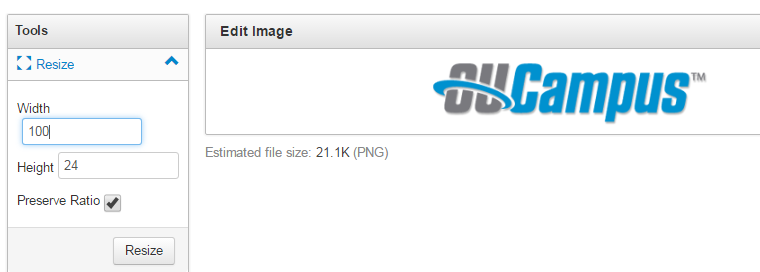 Tools
Resize
Width
100
Height 24
Preserve Ratio
Resize
Edit Image
OUCampus™
Estimated file size: 21.1K (PNG)